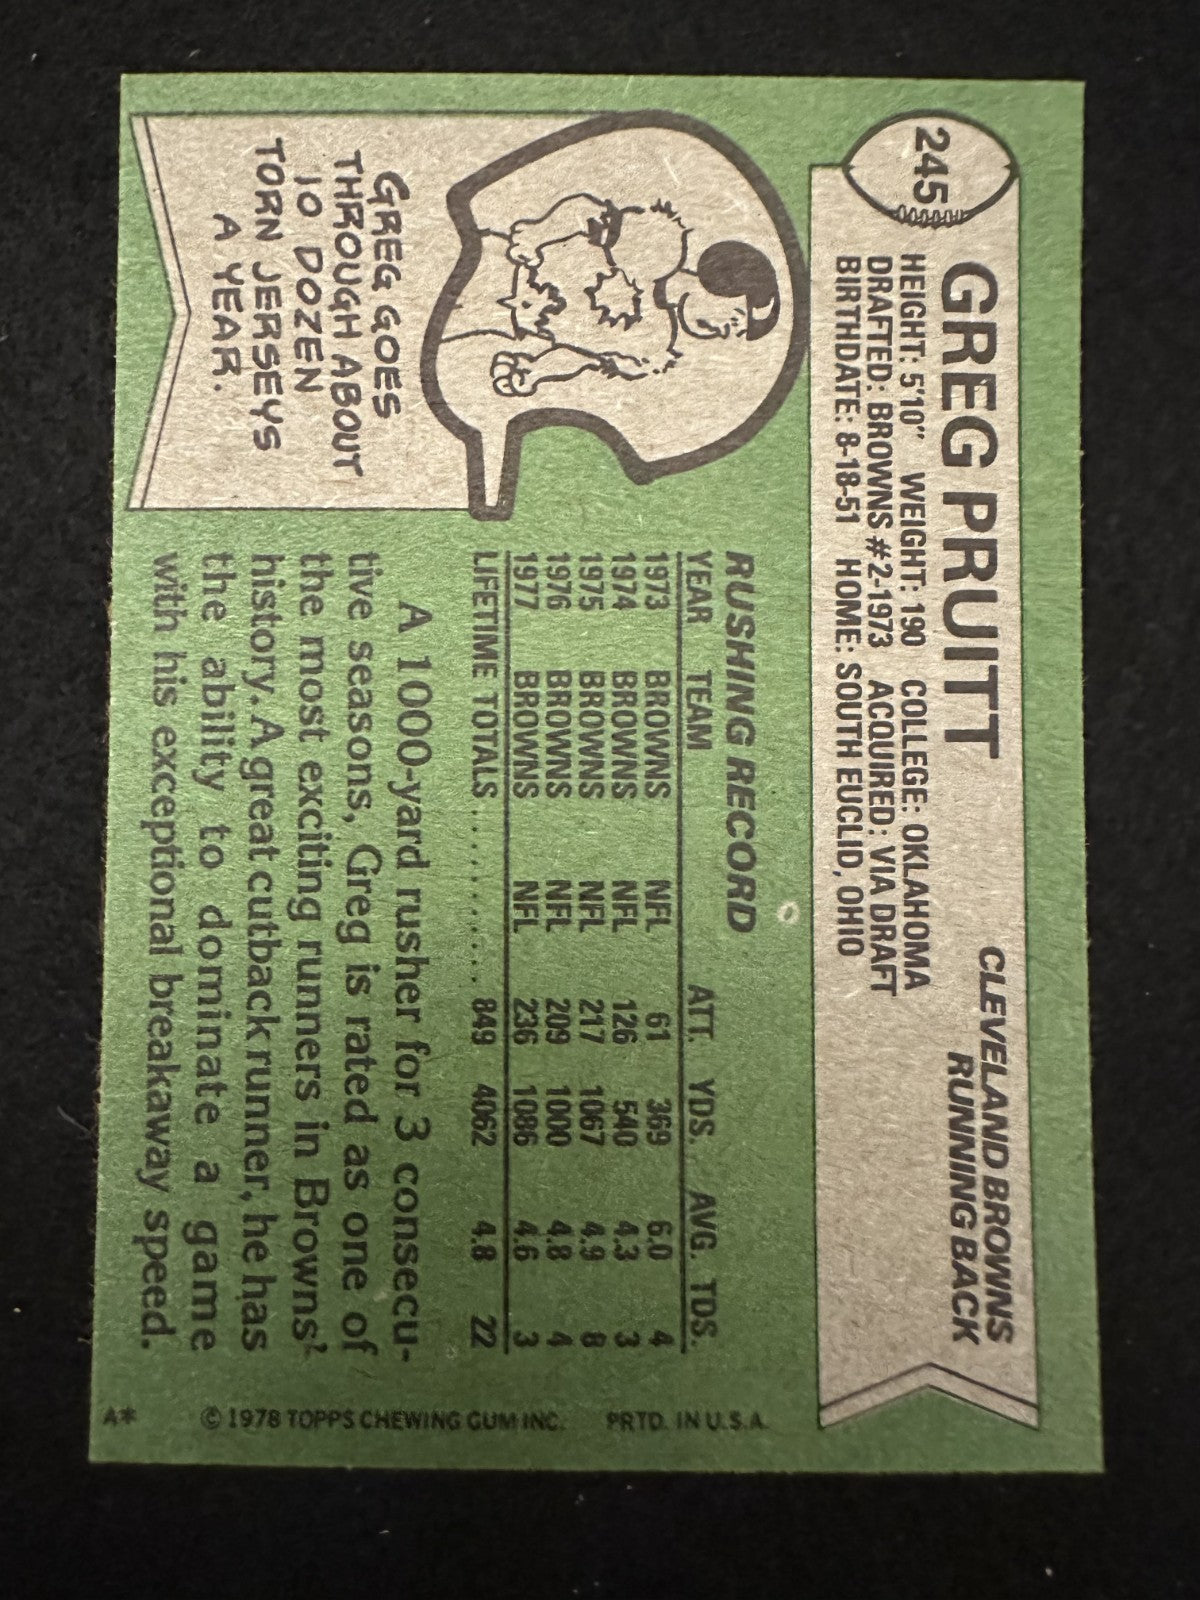 245
GREG PRUITT
CLEVELAND BROWNS
RUNNING BACK
HEIGHT: 5'10" WEIGHT: 190 COLLEGE: OKLAHOMA
DRAFTED: BROWNS #2-1973 ACQUIRED: VIA DRAFT
BIRTHDATE: 8-18-51 HOME: SOUTH EUCLID, OHIO
GREG GOES
THROUGH ABOUT
10 DOZEN
TORN JERSEYS
A YEAR.
RUSHING RECORD
YEAR TEAM ATT. YDS. AVG. TDS.
1973 BROWNS NFL 61 369 6.0 4
1974 BROWNS NFL 126 540 4.3 3
1975 BROWNS NFL 217 1067 4.9 8
1976 BROWNS NFL 209 1000 4.8 4
1977 BROWNS NFL 236 1086 4.6 3
LIFETIME TOTALS.......... 849 4062 4.8 22
A 1000-yard rusher for 3 consecu-
tive seasons, Greg is rated as one of
the most exciting runners in Browns'
history. A great cutback runner, he has
the ability to dominate a game
with his exceptional breakaway speed.
A* © 1978 TOPPS CHEWING GUM INC. PRTD. IN U.S.A.